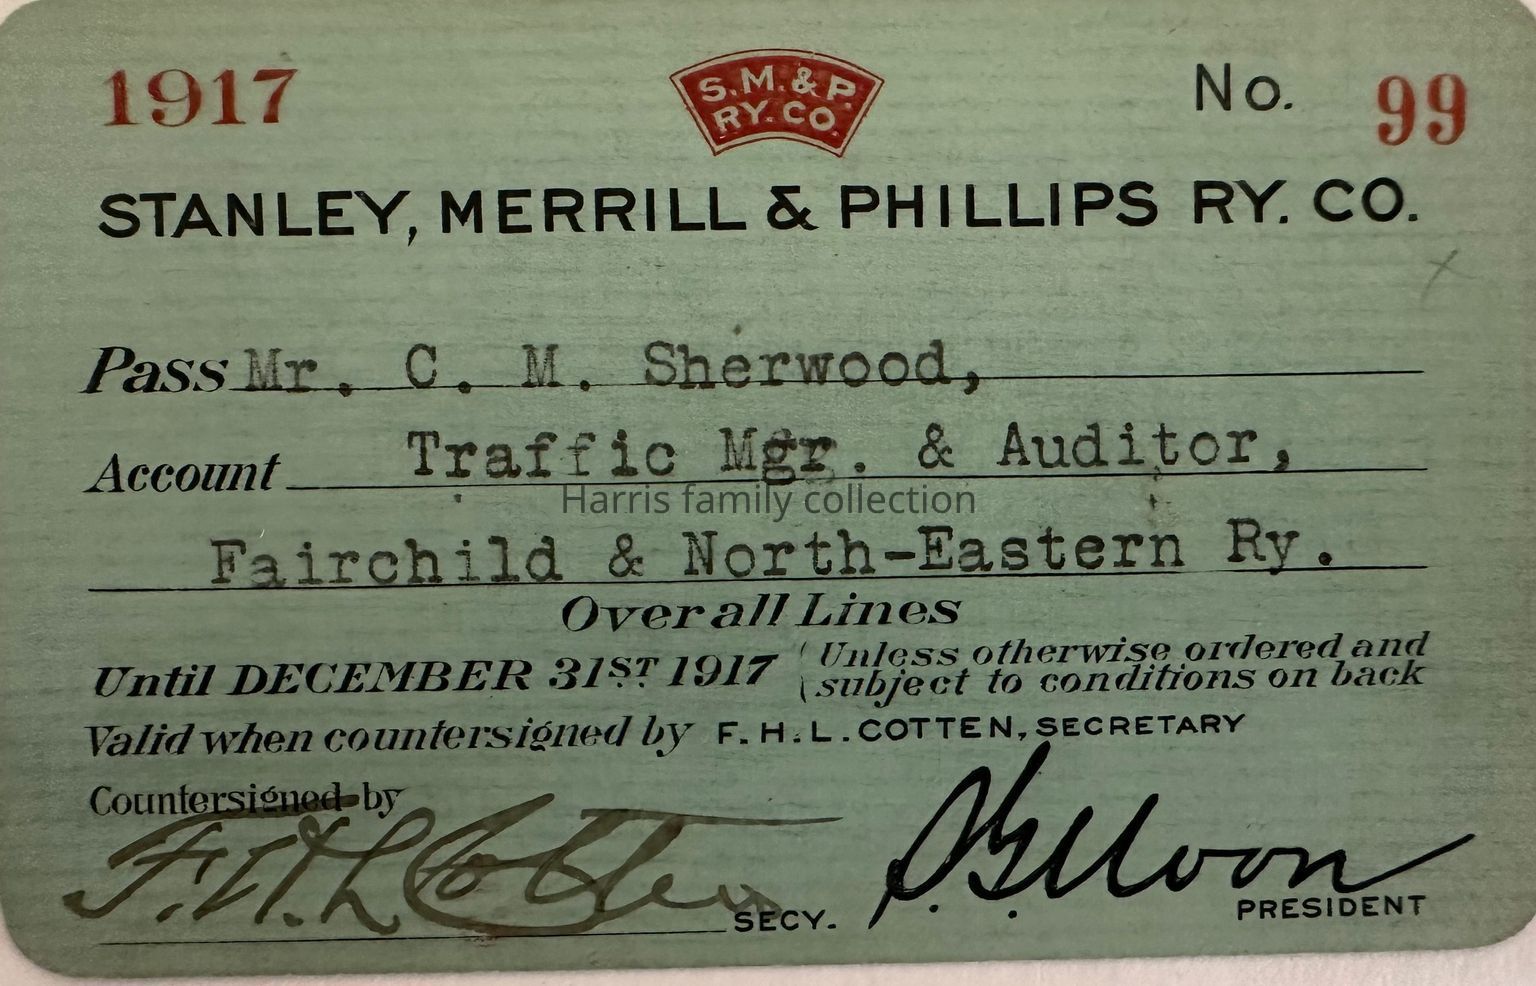 1917
S.M.&P.
RY.CO.
No. 99
STANLEY, MERRILL & PHILLIPS RY. CO.
Pass Mr. C. M. Sherwood,
Account Traffic Mgr. & Auditor,
Harris family collection
Fairchild & North-Eastern Ry.
Over all Lines
Until DECEMBER 31ST 1917 (Unless otherwise ordered and
subject to conditions on back
Valid when countersigned by F. H. L. COTTEN, SECRETARY
Countersigned by
F. H. L. Cotten SECY.
Moon
PRESIDENT